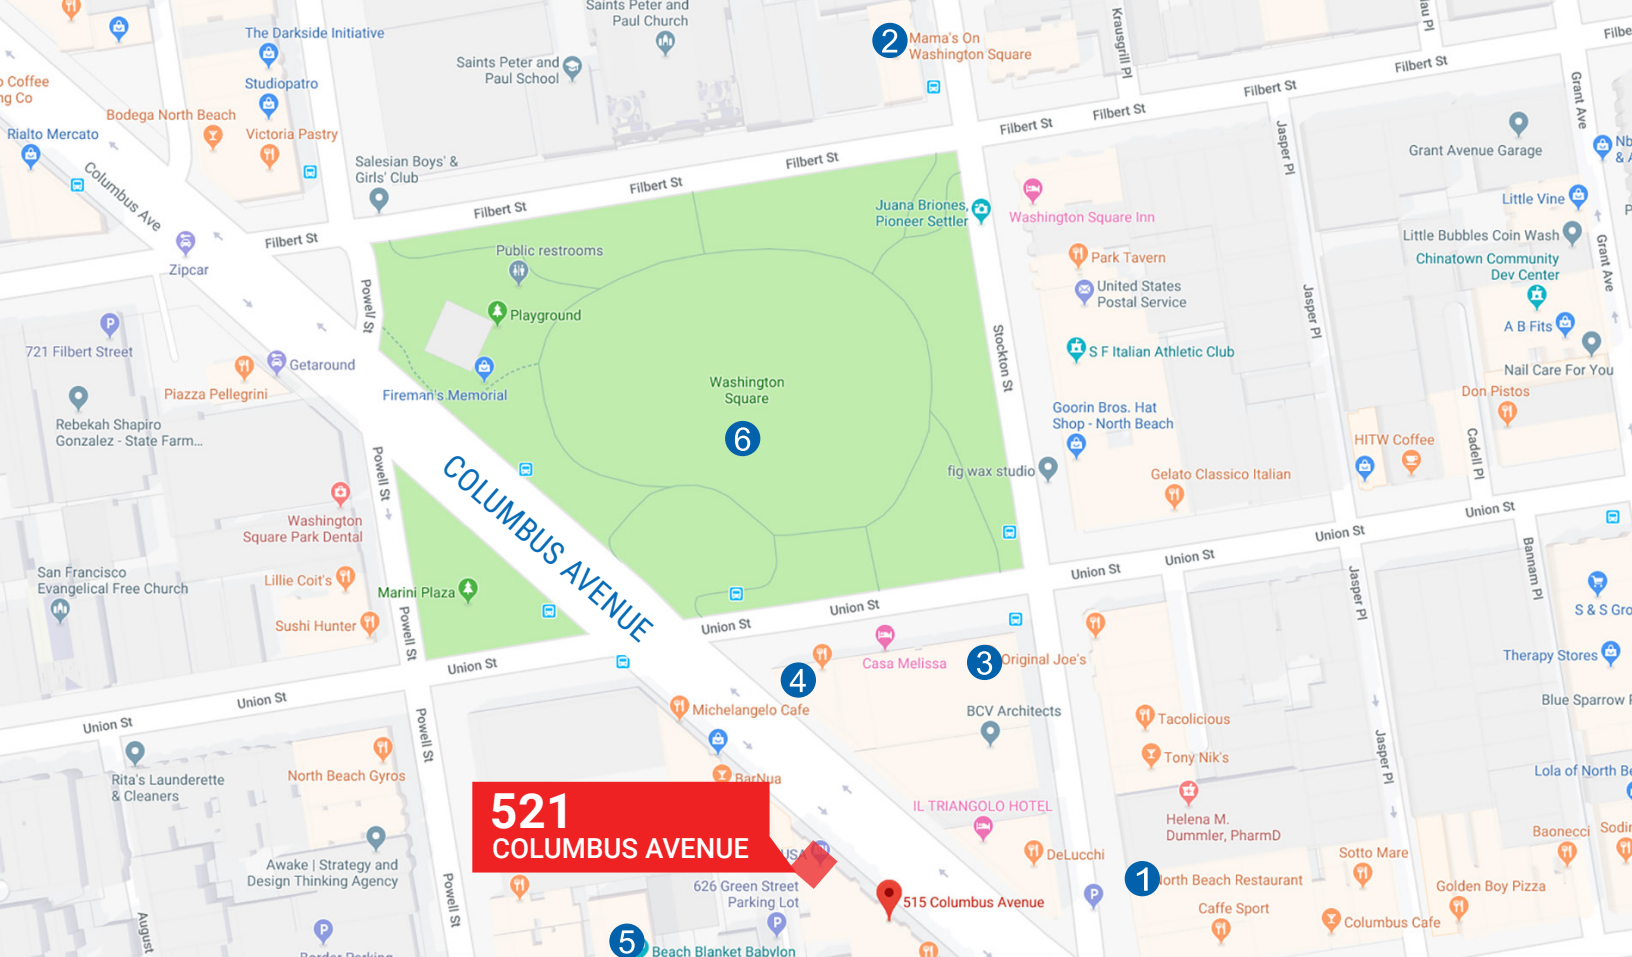 Saints Peter and
Paul Church
The Darkside Initiative
Mama's On
Washington Square
2
Krausgrill Pl
Saints Peter and
Paul School
Studiopatro
Coffee
Filbert St
Grant Ave
Bodega North Beach
Victoria Pastry
Rialto Mercato
Filbert St
Filbert St
Filbert St
Jasper Pl
Grant Avenue Garage
Columbus Ave
Salesian Boys' &
Girls' Club
Filbert St
Filbert St
Filbert St
Filbert St
Juana Briones,
Pioneer Settler
Washington Square Inn
Little Vine
Little Bubbles Coin Wash
Grant Ave
Zipcar
Public restrooms
Park Tavern
Chinatown Community
Dev Center
United States
Postal Service
Powell St
Playground
Jasper Pl
A B Fits
721 Filbert Street
Getaround
Stockton St
S F Italian Athletic Club
Nail Care For You
Piazza Pellegrini
Fireman's Memorial
Washington
Square
6
Don Pistos
Rebekah Shapiro
Gonzalez - State Farm...
Goorin Bros. Hat
Shop - North Beach
HITW Coffee
Cadell Pl
Powell St
COLUMBUS AVENUE
fig wax studio
Gelato Classico Italian
Washington
Square Park Dental
Union St
Union St
Union St
Union St
Bannam Pl
San Francisco
Evangelical Free Church
Lillie Coit's
Marini Plaza
Jasper Pl
S & S Gro
Sushi Hunter
Powell St
Union St
Union St
Union St
Union St
Union St
Casa Melissa
3
Original Joe's
4
Therapy Stores
Blue Sparrow
Michelangelo Cafe
BCV Architects
Tacolicious
Powell St
Rita's Launderette
& Cleaners
North Beach Gyros
BarNua
Tony Nik's
Jasper Pl
Lola of North Be
521
COLUMBUS AVENUE
IL TRIANGOLO HOTEL
Helena M.
Dummler, PharmD
Baonecci
USA
DeLucchi
Sotto Mare
Awake | Strategy and
Design Thinking Agency
626 Green Street
Parking Lot
515 Columbus Avenue
1
orth Beach Restaurant
Golden Boy Pizza
Powell St
Caffe Sport
Columbus Cafe
August
5
Beach Blanket Babylon
P
P
P
P